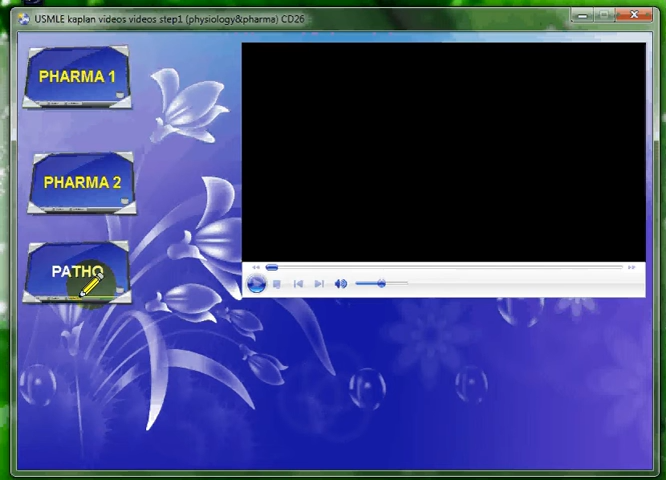 USMLE kaplan videos videos step1 (physiology&pharma) CD26
PHARMA 1
PHARMA 2
PATHO